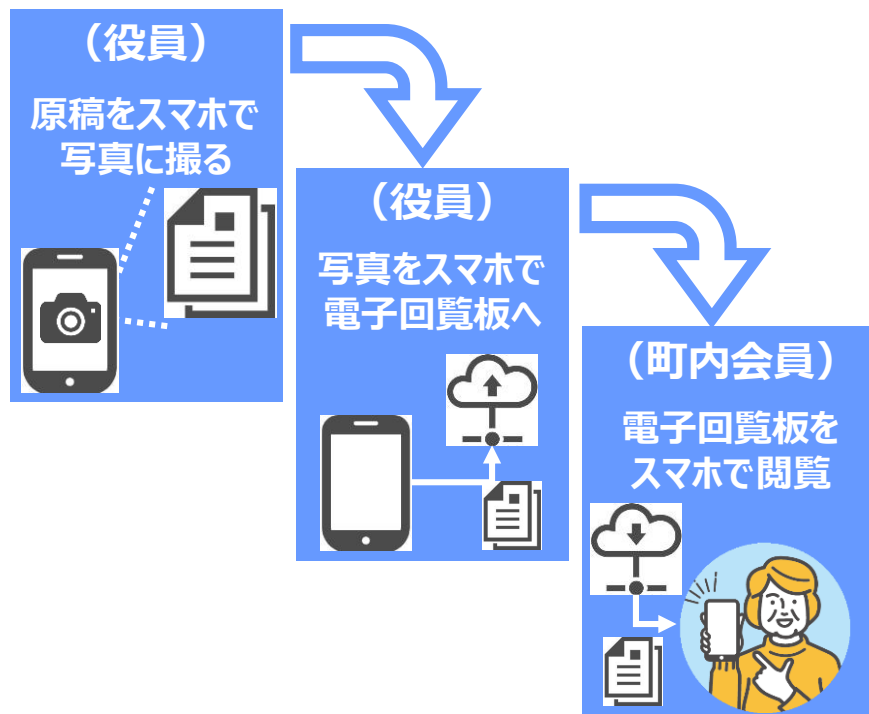 （役員）
原稿をスマホで
写真に撮る
（役員）
写真をスマホで
電子回覧板へ
（町内会員）
電子回覧板を
スマホで閲覧